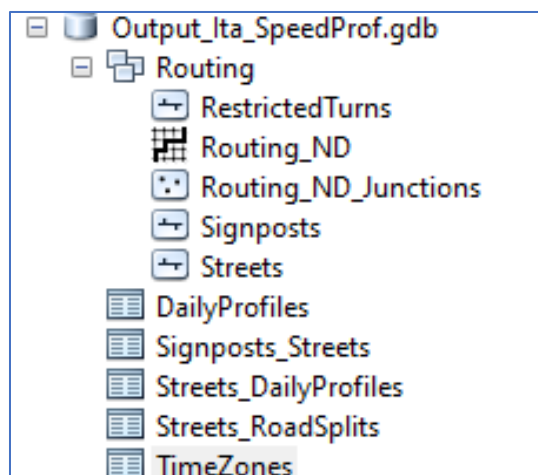 Output_Ita_SpeedProf.gdb
Routing
RestrictedTurns
Routing_ND
Routing_ND_Junctions
Signposts
Streets
DailyProfiles
Signposts_Streets
Streets_DailyProfiles
Streets_RoadSplits
TimeZones